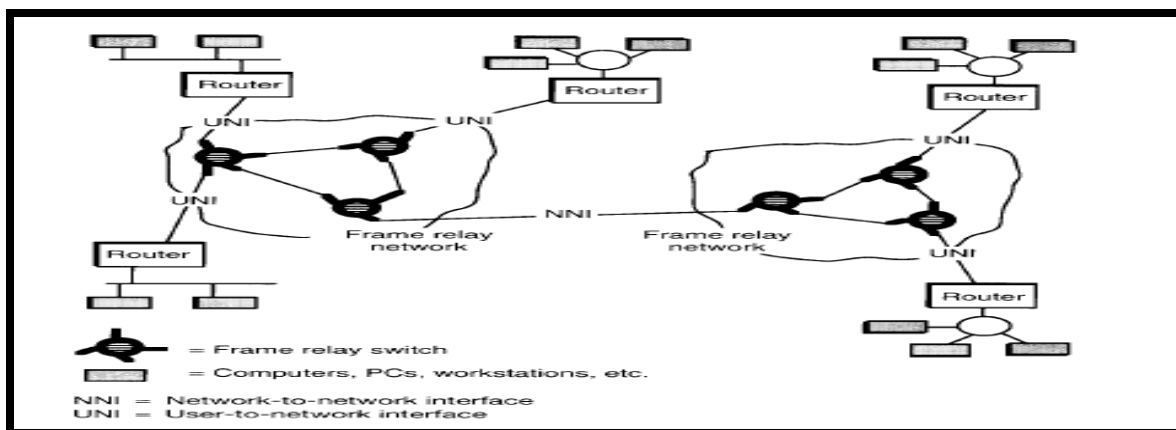 Router
Router
Router
UNI
UNI
UNI
UNI
NNI
Frame relay
network
Frame relay
network
UNI
Router
Router
= Frame relay switch
= Computers, PCs, workstations, etc.
NNI = Network-to-network interface
UNI = User-to-network interface